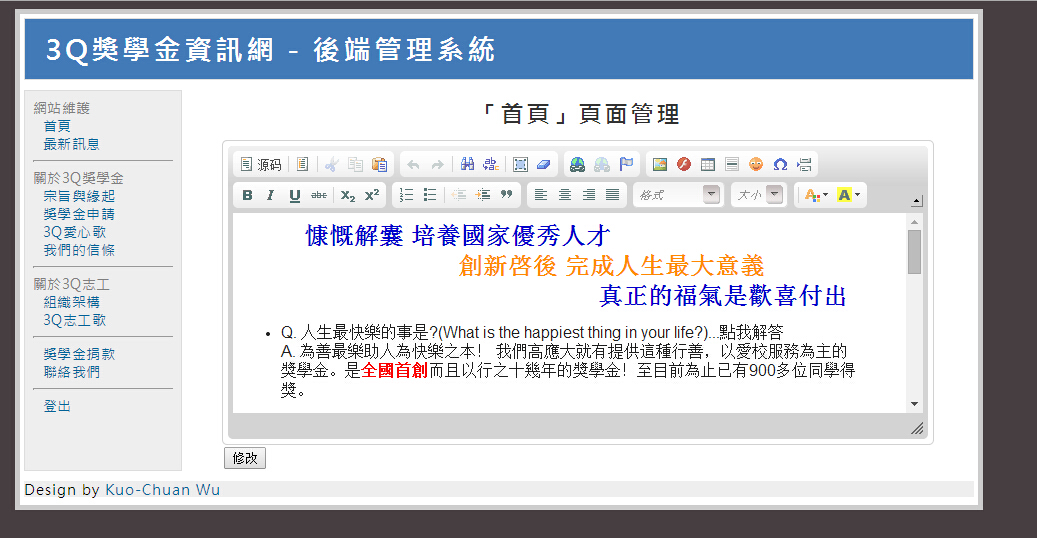 3Q獎學金資訊網 - 後端管理系統
網站維護
首頁
最新訊息
關於3Q獎學金
宗旨與緣起
獎學金申請
3Q愛心歌
我們的信條
關於3Q志工
組織架構
3Q志工歌
獎學金捐款
聯絡我們
登出
「首頁」頁面管理
源码
B I U abc X2 X2 格式 大小 A A
慷慨解囊 培養國家優秀人才
創新啓後 完成人生最大意義
真正的福氣是歡喜付出
Q. 人生最快樂的事是?(What is the happiest thing in your life?)...點我解答
A. 為善最樂助人為快樂之本！ 我們高應大就有提供這種行善，以愛校服務為主的
獎學金。是全國首創而且以行之十幾年的獎學金！至目前為止已有900多位同學得
獎。
修改
Design by Kuo-Chuan Wu